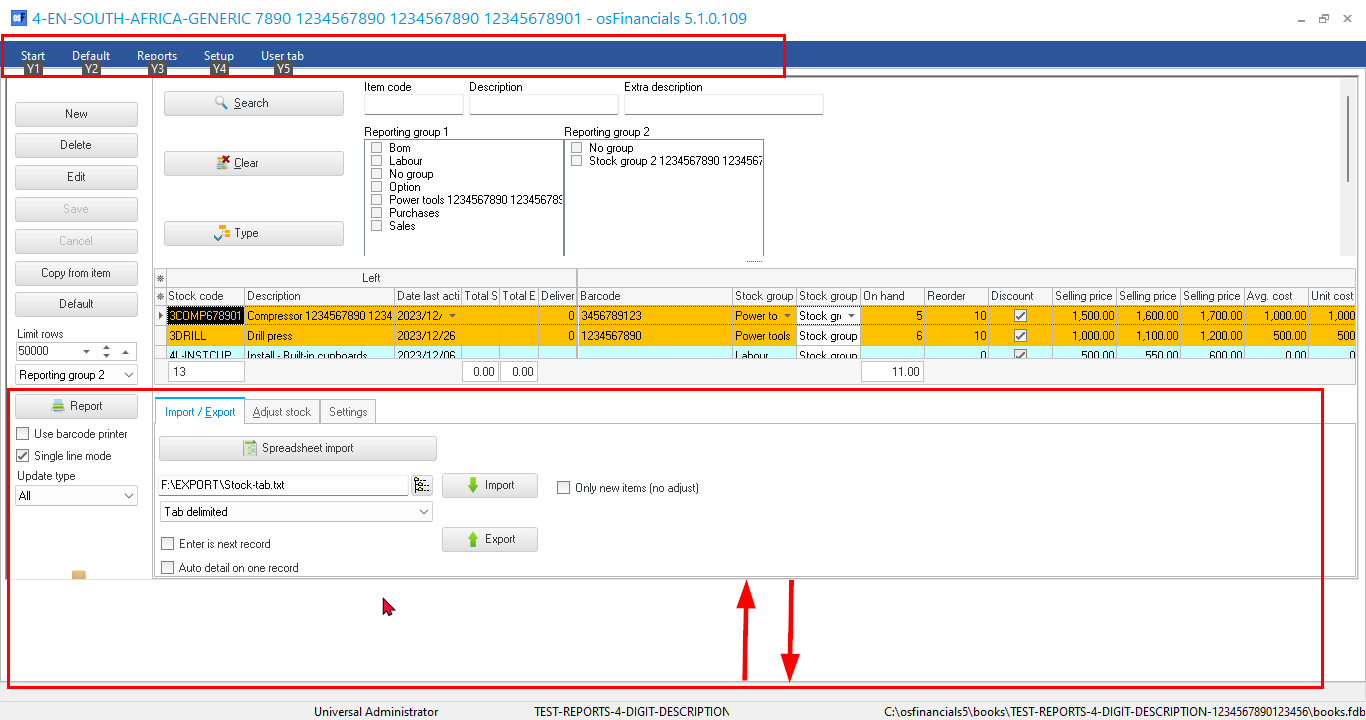 4-EN-SOUTH-AFRICA-GENERIC 7890 1234567890 1234567890 12345678901 - osFinancials 5.1.0.109
Start Default Reports Setup User tab
Y1 Y2 Y3 Y4 Y5
New
Delete
Edit
Save
Cancel
Copy from item
Default
Limit rows
50000
Reporting group 2
Report
Use barcode printer
Single line mode
Update type
All
Search
Clear
Type
Item code Description Extra description
Reporting group 1 Reporting group 2
Bom
Labour
No group
Option
Power tools 1234567890 123456789
Purchases
Sales
No group
Stock group 2 1234567890 1234567
Left
Stock code Description Date last acti Total S Total E Deliver Barcode Stock group Stock group On hand Reorder Discount Selling price Selling price Selling price Avg. cost Unit cost
3COMP678901 Compressor 1234567890 1234 2023/12/ 0 3456789123 Power to Stock gr 5 10 1,500.00 1,600.00 1,700.00 1,000.00 1,000
3DRILL Drill press 2023/12/26 0 1234567890 Power tools Stock group 6 10 1,000.00 1,100.00 1,200.00 500.00 500
4L-INSTCUP Install - Built-in cupboards 2023/12/06 Labour Stock group 0 500.00 550.00 600.00 0.00 0
13 0.00 0.00 11.00
Import / Export Adjust stock Settings
Spreadsheet import
F:\EXPORT\Stock-tab.txt Import Only new items (no adjust)
Tab delimited
Export
Enter is next record
Auto detail on one record
Universal Administrator TEST-REPORTS-4-DIGIT-DESCRIPTION C:\osfinancials5\books\TEST-REPORTS-4-DIGIT-DESCRIPTION-1234567890123456\books.fdb